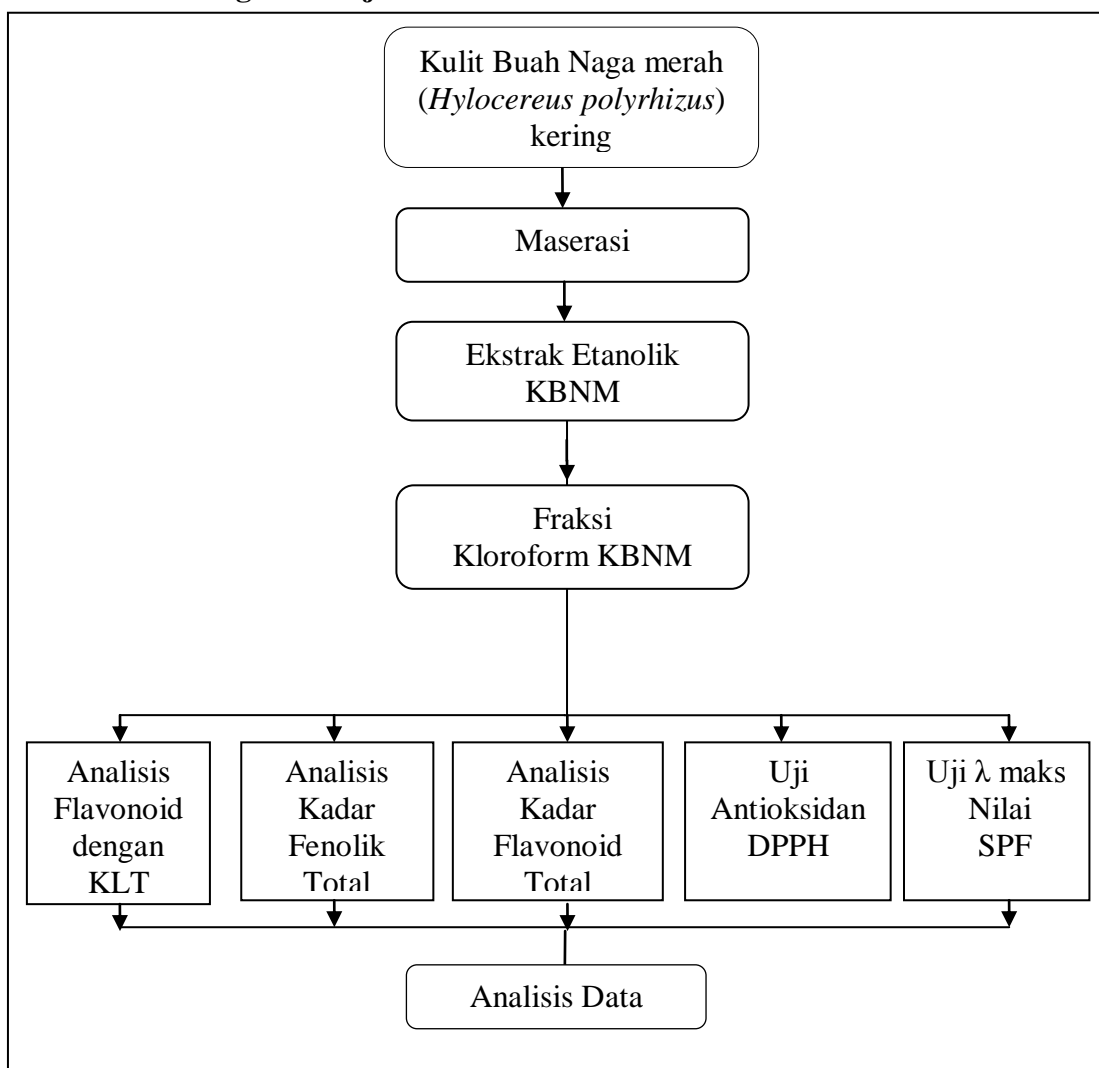 Kulit Buah Naga merah
(Hylocereus polyrhizus)
kering
Maserasi
Ekstrak Etanolik
KBNM
Fraksi
Kloroform KBNM
Analisis
Flavonoid
dengan
KLT
Analisis
Kadar
Fenolik
Total
Analisis
Kadar
Flavonoid
Total
Uji
Antioksidan
DPPH
Uji λ maks
Nilai
SPF
Analisis Data